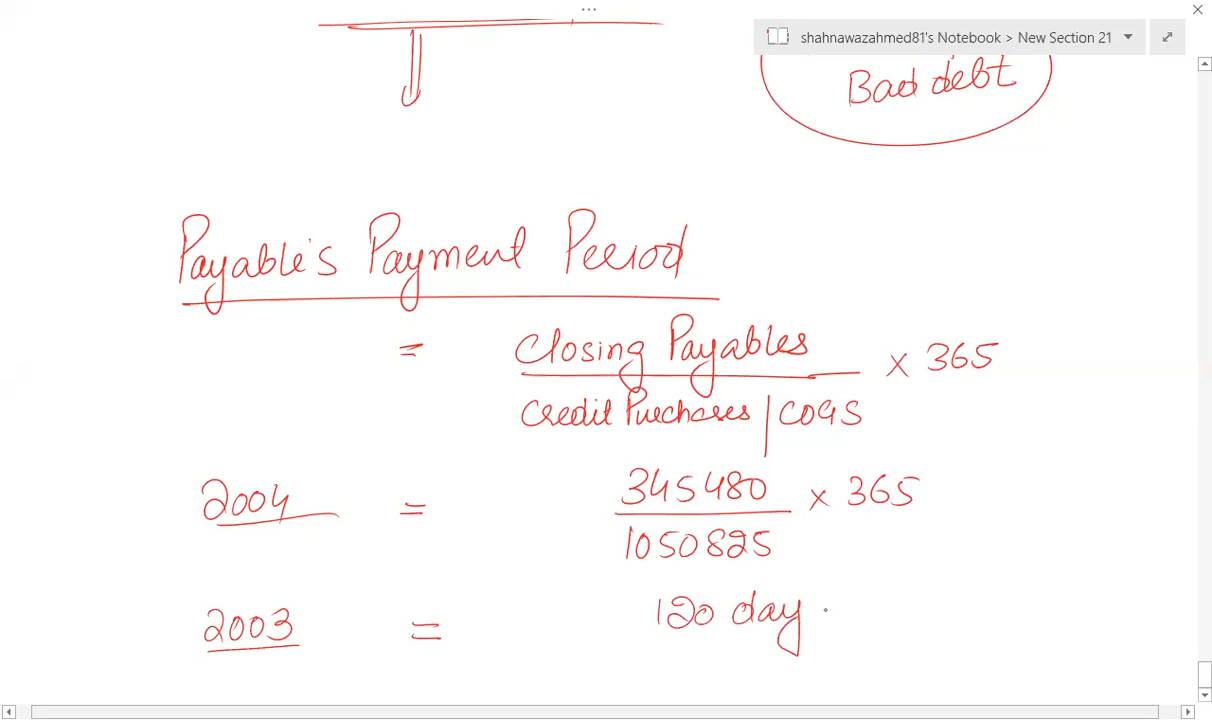 ...
shahnawazahmed81's Notebook > New Section 21
Bad debt
Payable's Payment Period
= Closing Payables × 365
Credit Purchases | COGS
2004 = 345480 × 365
1050825
2003 = 120 day